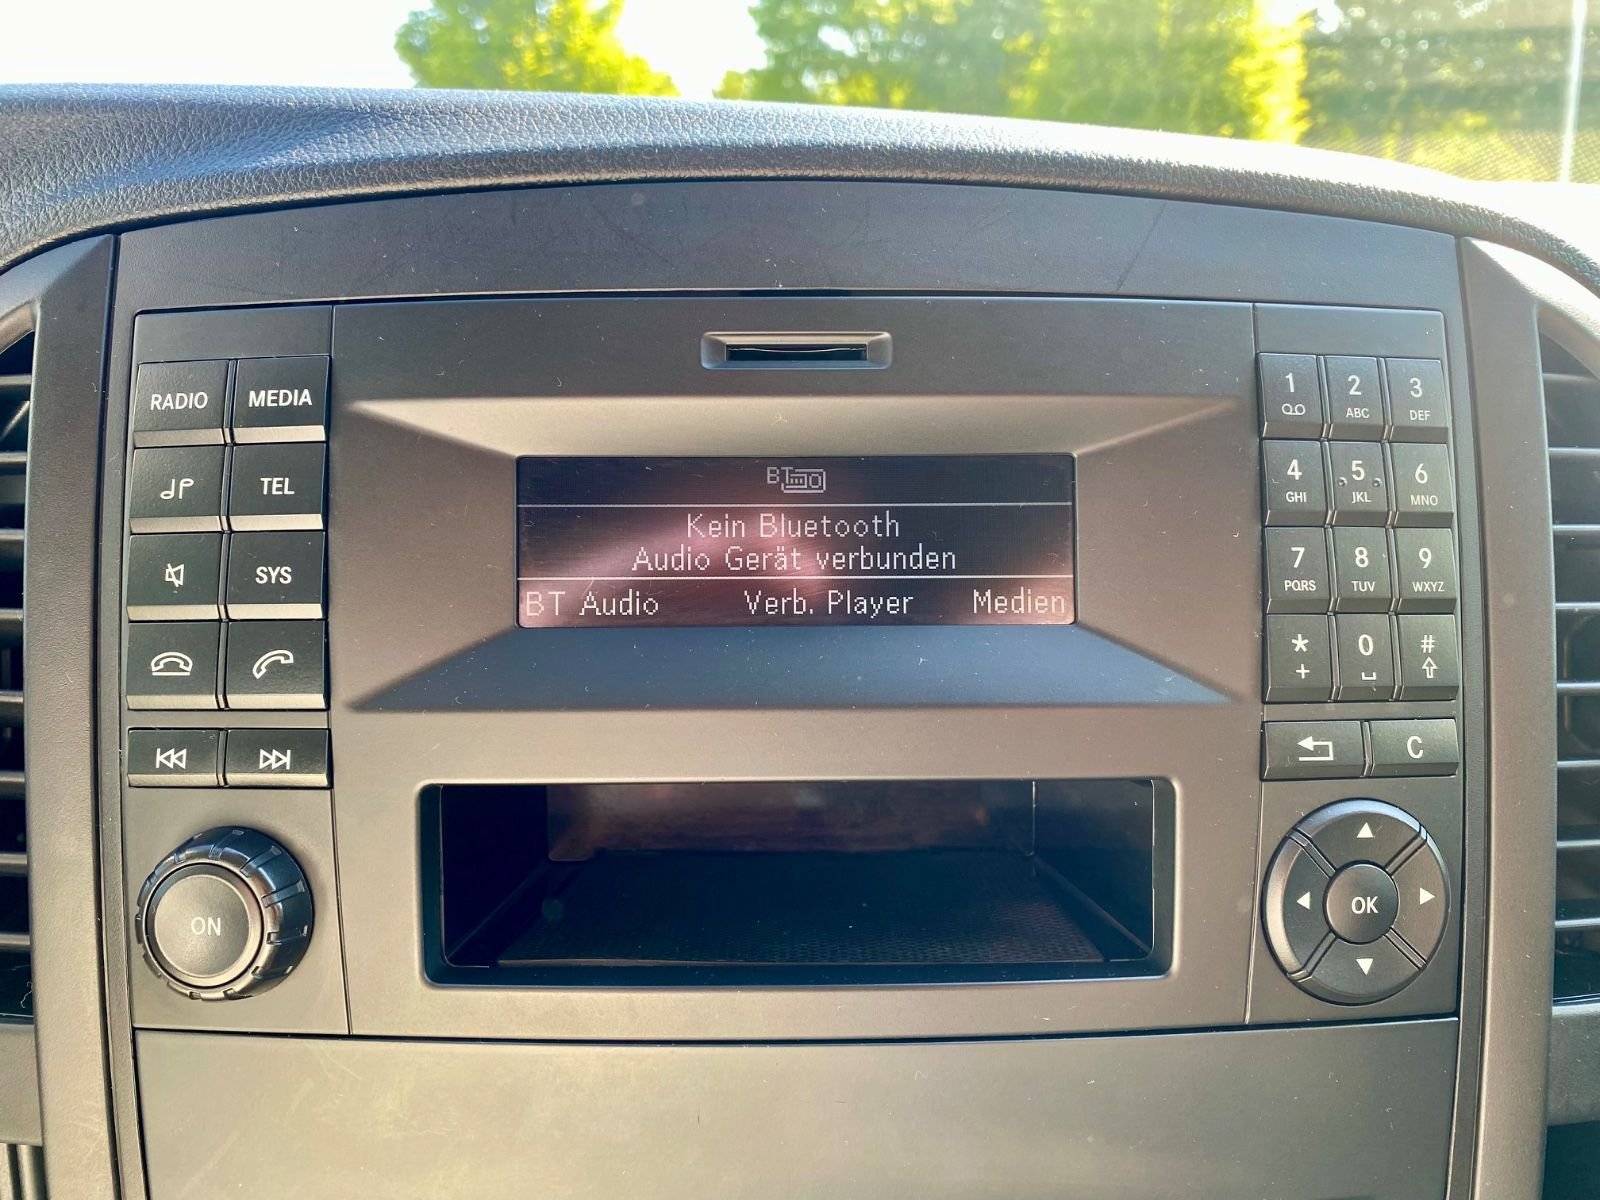 RADIO MEDIA
TEL
SYS
ON
BT
Kein Bluetooth
Audio Gerät verbunden
BT Audio Verb. Player Medien
1 2 3
ABC DEF
4 5 6
GHI JKL MNO
7 8 9
PQRS TUV WXYZ
* 0 #
+ ␣
C
OK